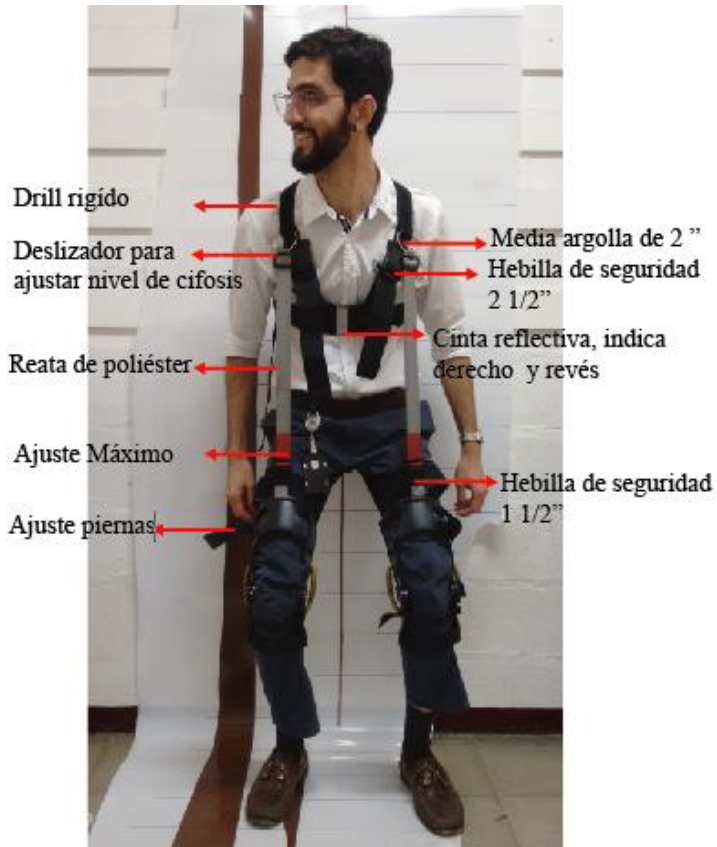 Drill rigído
Deslizador para
ajustar nivel de cifosis
Reata de poliéster
Ajuste Máximo
Ajuste piernas
Media argolla de 2 ”
Hebilla de seguridad
2 1/2”
Cinta reflectiva, indica
derecho y revés
Hebilla de seguridad
1 1/2”